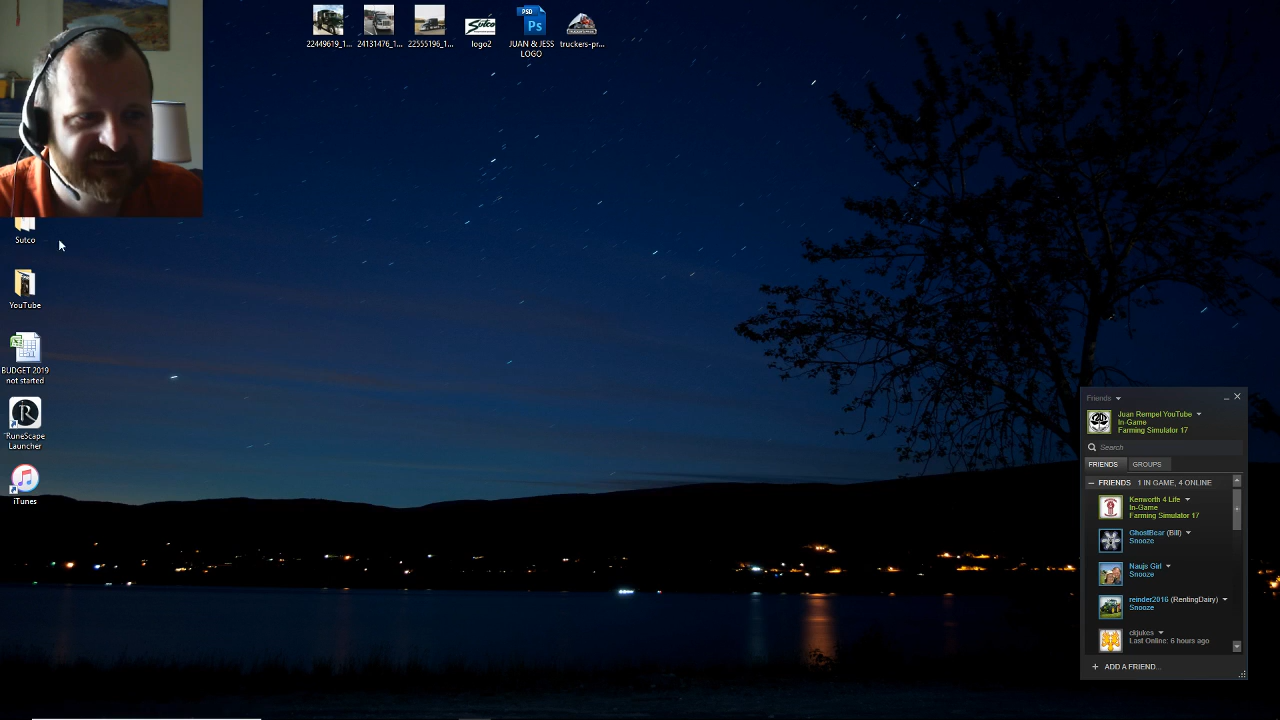 22449619_1...
24131476_1...
22555196_1...
Sutco
logo2
PSD
Ps
JUAN & JESS
LOGO
truckers-pr...
Sutco
YouTube
BUDGET 2019
not started
R
RuneScape
Launcher
iTunes
Friends
Juan Rempel YouTube
In-Game
Farming Simulator 17
Search
FRIENDS
GROUPS
FRIENDS 1 IN GAME, 4 ONLINE
Kenworth 4 Life
In-Game
Farming Simulator 17
GhostBear (Bill)
Snooze
Naujs Girl
Snooze
reinder2016 (RentingDairy)
Snooze
ckjukes
Last Online: 6 hours ago
+ ADD A FRIEND...